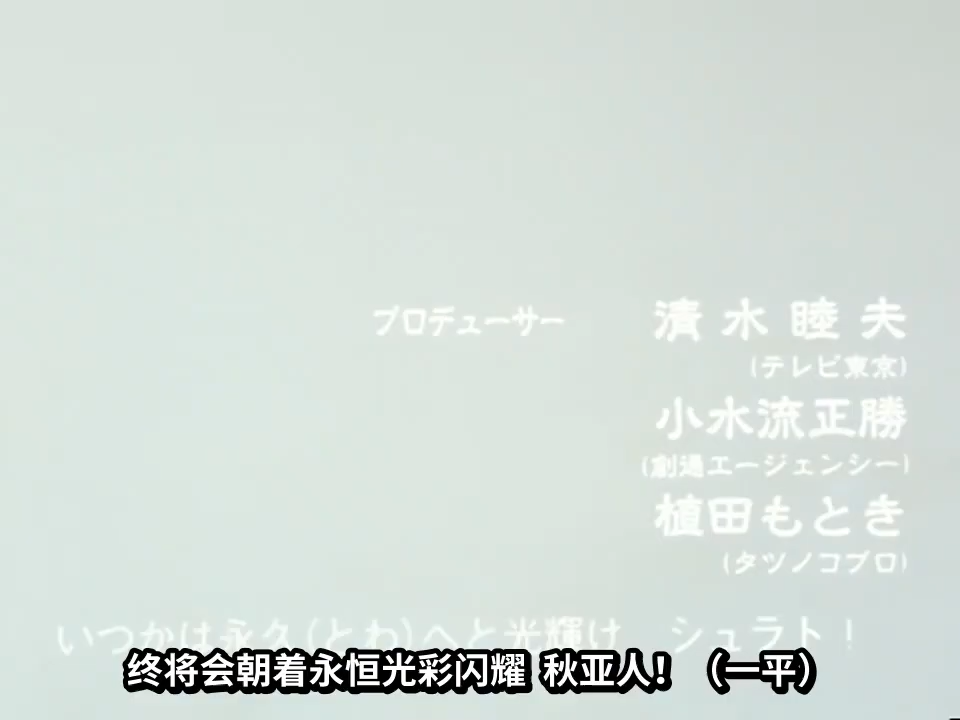 プロデューサー 清水睦夫
(テレビ東京)
小水流正勝
(創通エージェンシー)
植田もとき
(タツノコプロ)
いつかは永久(とわ)へと光輝け シュラト!
终将会朝着永恒光彩闪耀 秋亚人!（一平）